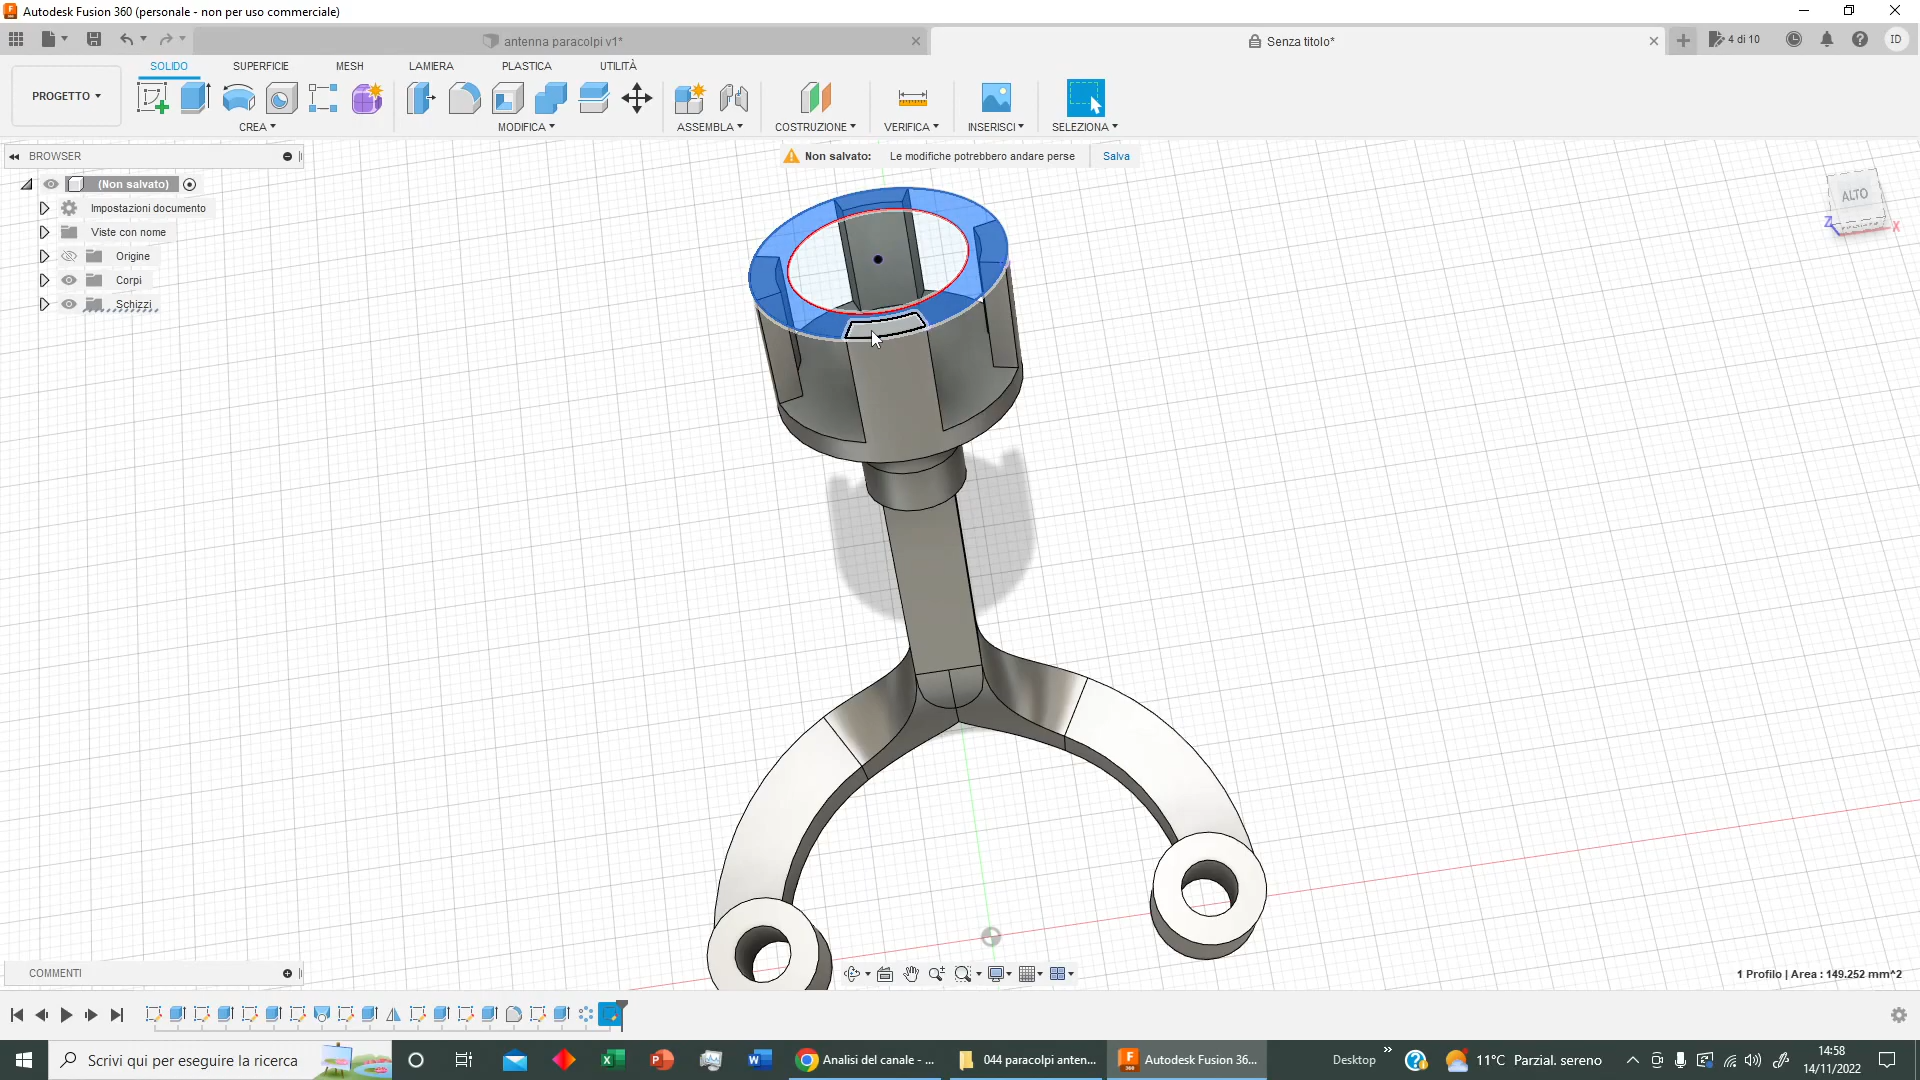 Autodesk Fusion 360 (personale - non per uso commerciale)
antenna paracolpi v1*
Senza titolo*
4 di 10
ID
PROGETTO
SOLIDO
SUPERFICIE
MESH
LAMIERA
PLASTICA
UTILITÀ
CREA
MODIFICA
ASSEMBLA
COSTRUZIONE
VERIFICA
INSERISCI
SELEZIONA
BROWSER
Non salvato:
Le modifiche potrebbero andare perse
Salva
(Non salvato)
Impostazioni documento
Viste con nome
Origine
Corpi
Schizzi
ALTO
Z
X
COMMENTI
1 Profilo | Area : 149.252 mm^2
Scrivi qui per eseguire la ricerca
Analisi del canale - ...
044 paracolpi anten...
Autodesk Fusion 36...
Desktop
11°C Parzial. sereno
14:58
14/11/2022